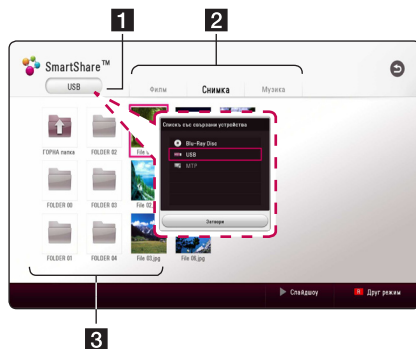 1
2
SmartShare™
USB
Филм
Снимка
Музика
Списък със свързани устройства
Blu-Ray Disc
USB
MTP
Затвори
ГОРНА папка
FOLDER 02
FOLDER 00
FOLDER 03
File 02.
FOLDER 01
FOLDER 04
File 03.jpg
File 06.jpg
Слайдшоу
R Друг режим
3